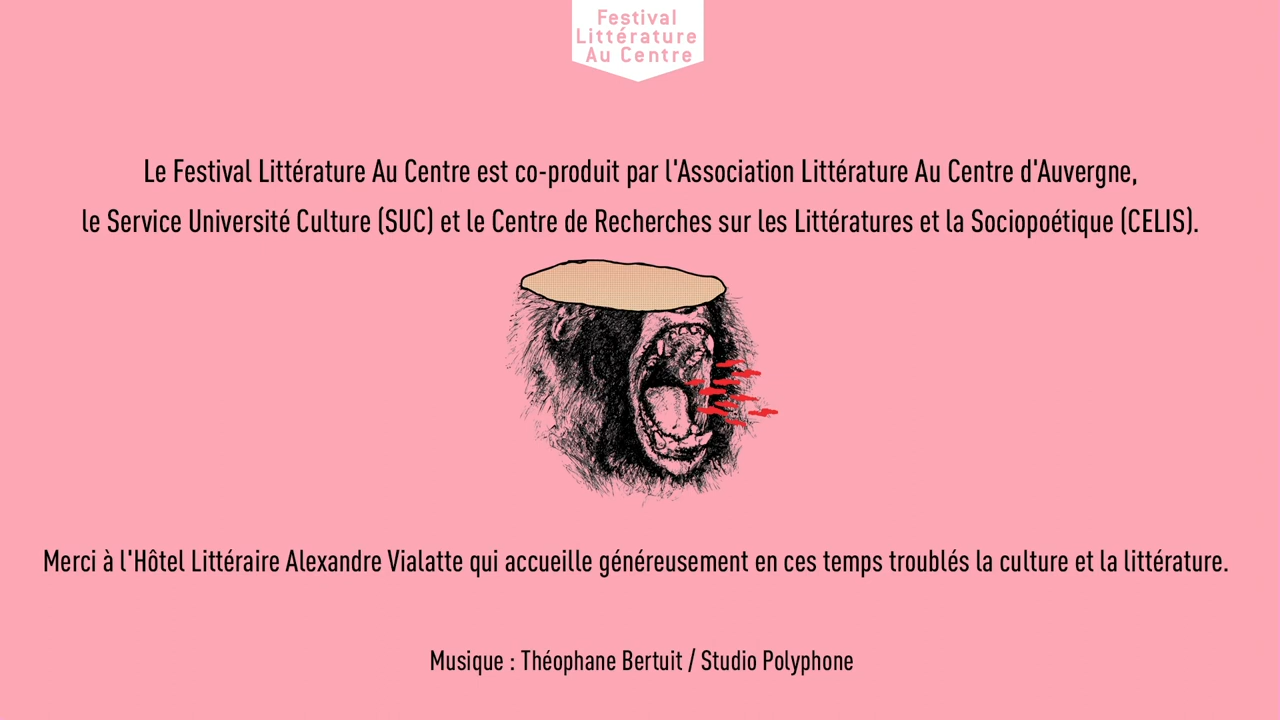 Festival
Littérature
Au Centre
Le Festival Littérature Au Centre est co-produit par l'Association Littérature Au Centre d'Auvergne,
le Service Université Culture (SUC) et le Centre de Recherches sur les Littératures et la Sociopoétique (CELIS).
Merci à l'Hôtel Littéraire Alexandre Vialatte qui accueille généreusement en ces temps troublés la culture et la littérature.
Musique : Théophane Bertuit / Studio Polyphone